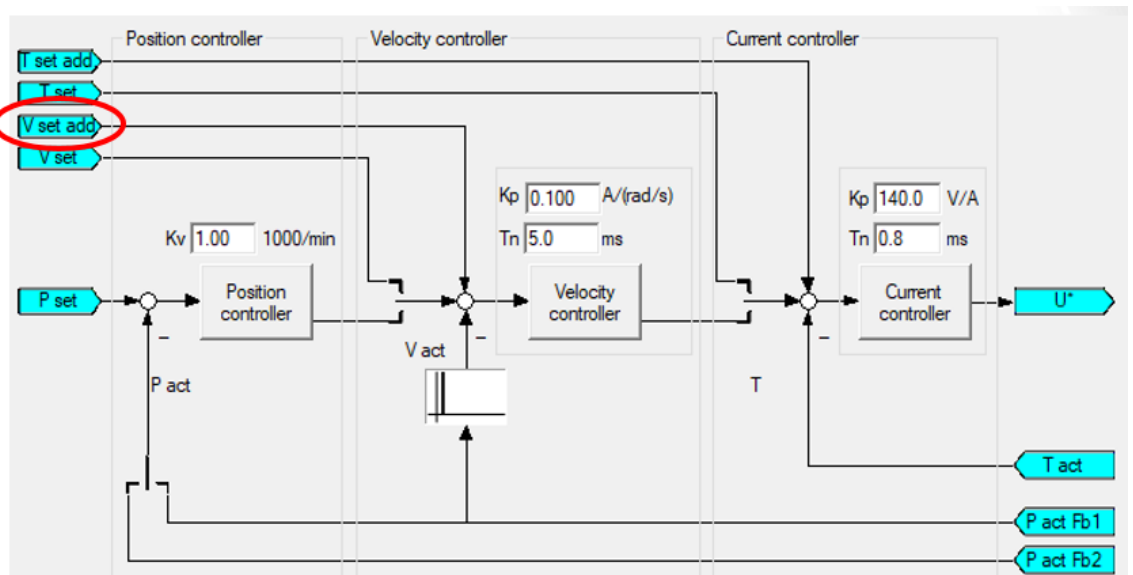 Position controller
Velocity controller
Current controller
T set add
T set
V set add
V set
Kp 0.100 A/(rad/s)
Tn 5.0 ms
Kp 140.0 V/A
Tn 0.8 ms
Kv 1.00 1000/min
P set
Position
controller
Velocity
controller
Current
controller
U*
–
–
–
V act
P act
T
T act
P act Fb1
P act Fb2